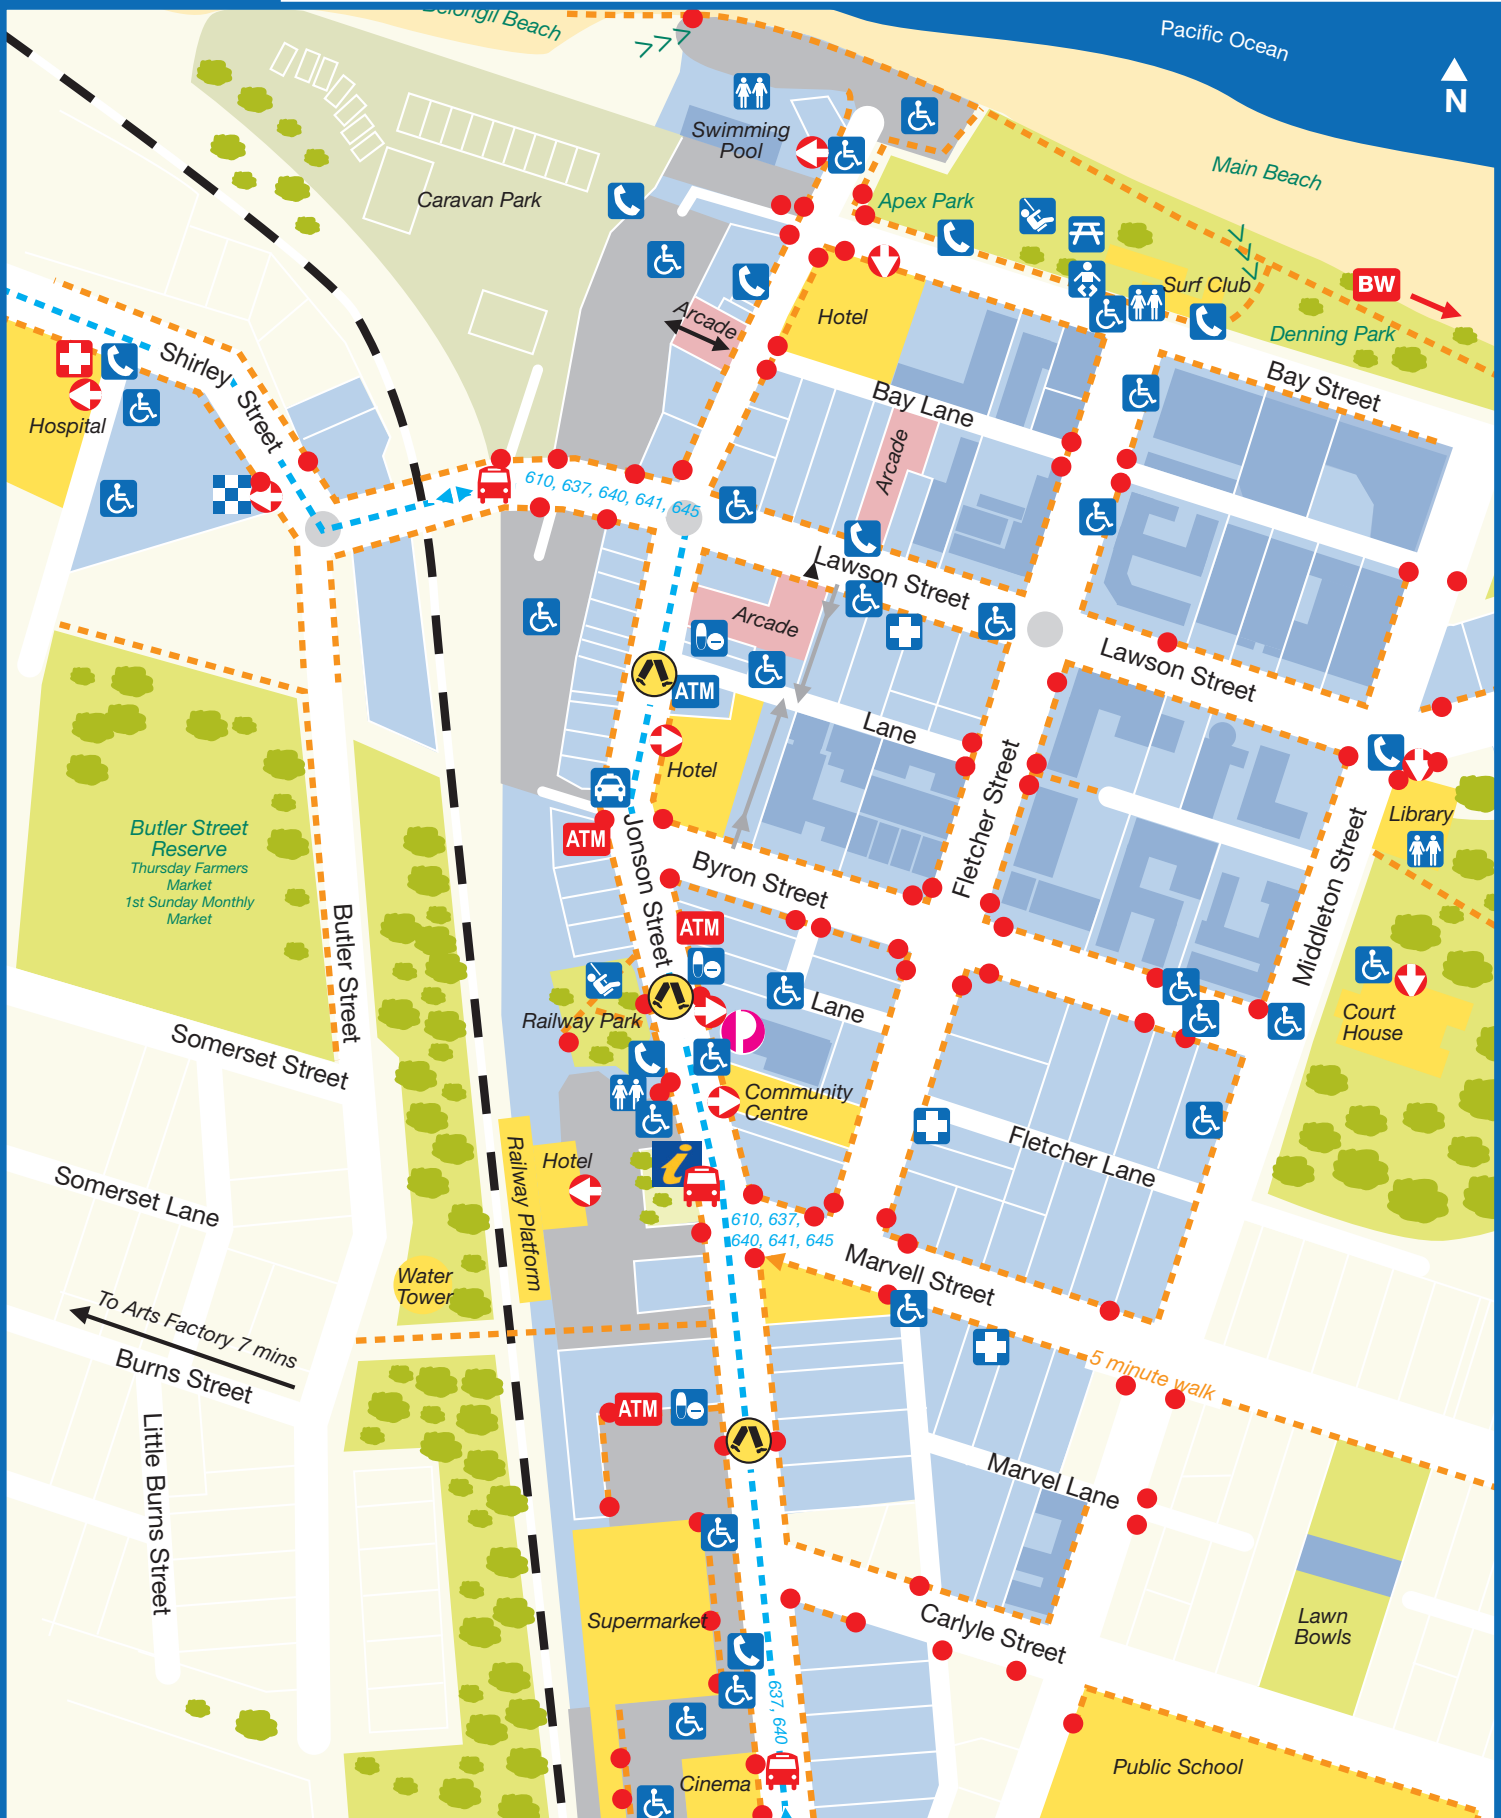 Belongil Beach
Pacific Ocean
N
Swimming
Pool
Main Beach
Caravan Park
Apex Park
Surf Club
BW
Denning Park
Hotel
Arcade
Bay Street
Shirley
Street
Hospital
Bay Lane
Arcade
610, 637, 640, 641, 645
Lawson Street
Arcade
Lawson Street
ATM
Lane
Hotel
Fletcher Street
Library
Butler Street
Reserve
Thursday Farmers
Market
1st Sunday Monthly
Market
ATM
Jonson Street
Byron Street
Middleton Street
Butler Street
ATM
Lane
Railway Park
Court
House
Somerset Street
Community
Centre
Fletcher Lane
Railway Platform
Hotel
i
Somerset Lane
610, 637,
640, 641, 645
Marvell Street
Water
Tower
To Arts Factory 7 mins
Burns Street
5 minute walk
ATM
Little Burns Street
Marvel Lane
Supermarket
Carlyle Street
Lawn
Bowls
637, 640
Cinema
Public School